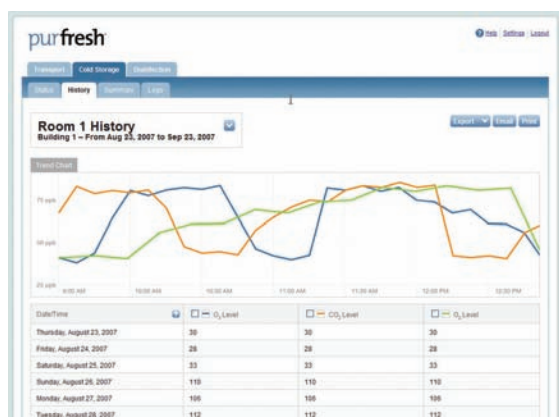 purfresh
Help Settings Logout
Transport Cold Storage Disinfection
Status History Summary Logs
Room 1 History
Building 1 – From Aug 23, 2007 to Sep 23, 2007
Export Email Print
Trend Chart
75 ppb
50 ppb
25 ppb
10:00 AM 10:30 AM 11:00 AM 11:30 AM 12:00 PM 12:30 PM
Date/Time O3 Level CO2 Level O2 Level
Thursday, August 23, 2007 30 30 30
Friday, August 24, 2007 28 28 28
Saturday, August 25, 2007 33 33 33
Sunday, August 26, 2007 110 110 110
Monday, August 27, 2007 106 106 106
Tuesday, August 28, 2007 112 112 112